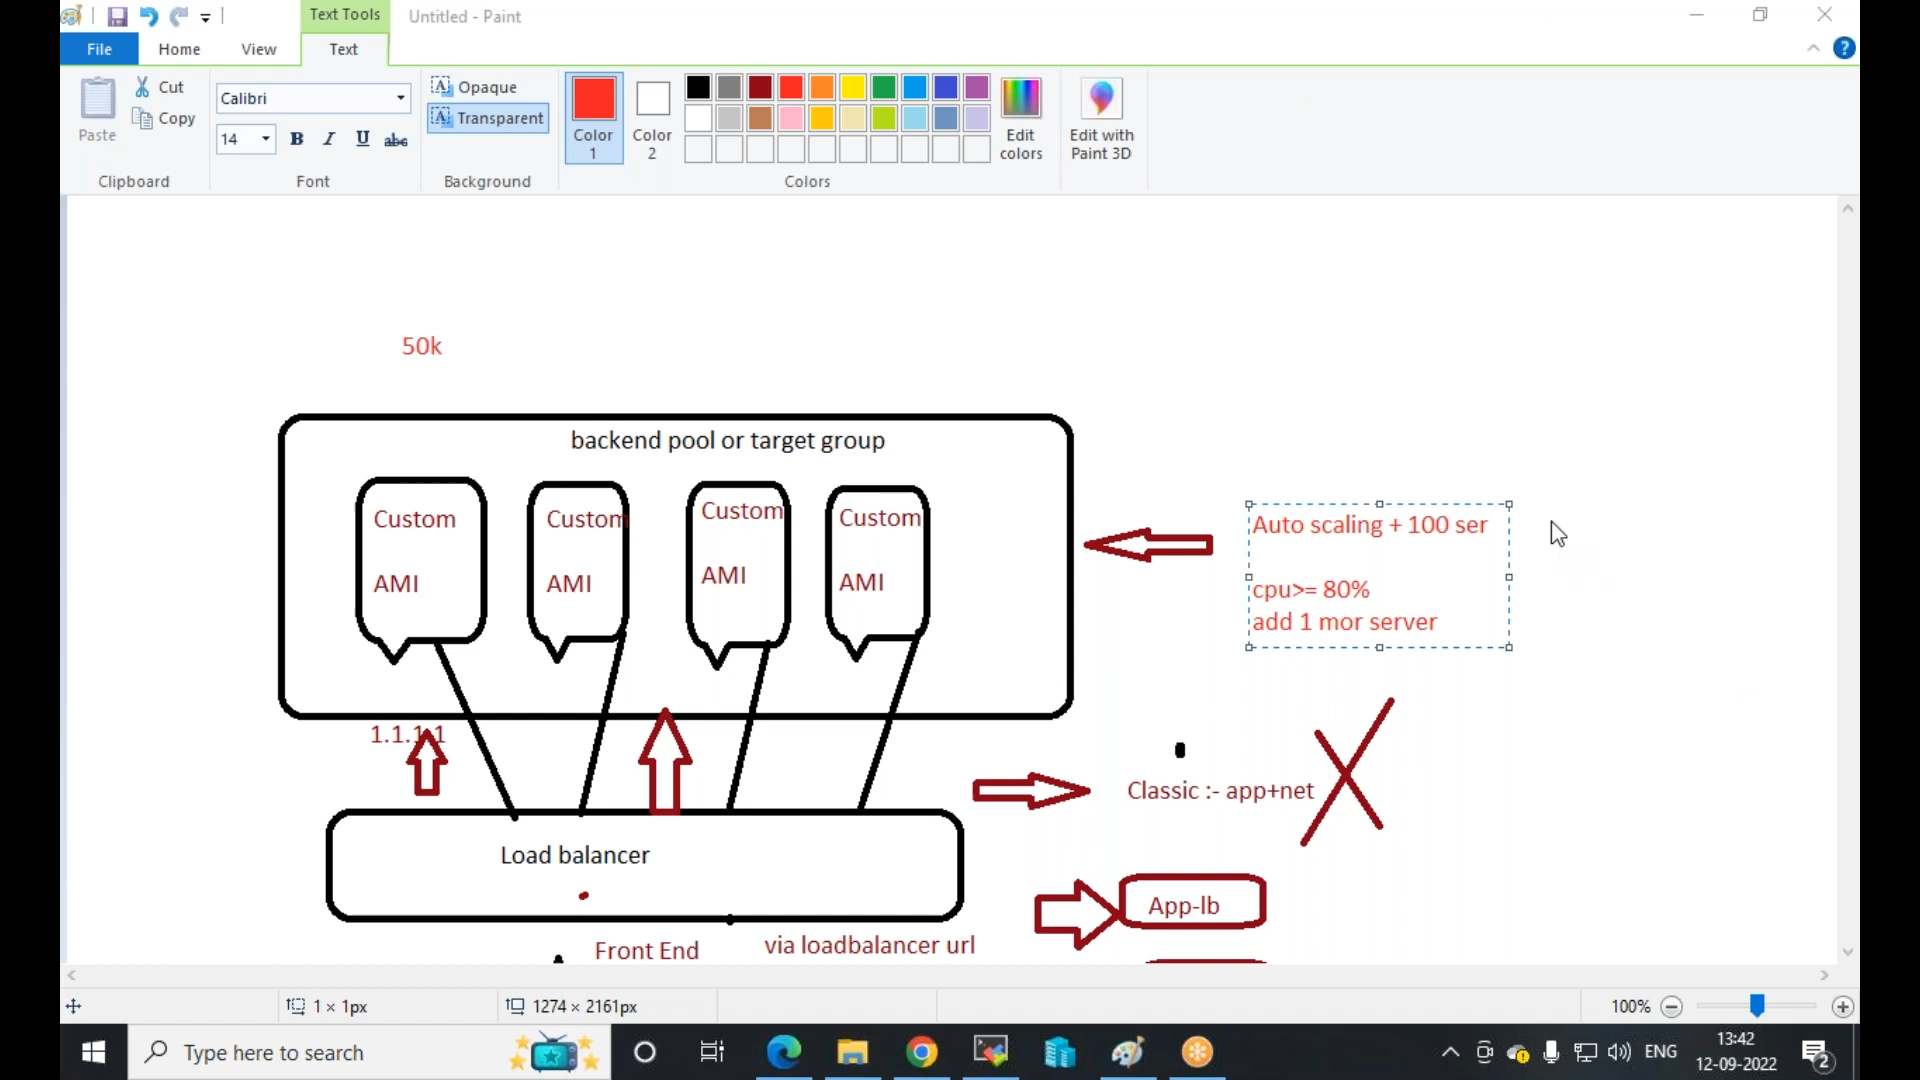 Text Tools
Untitled - Paint
File
Home
View
Text
Paste
Cut
Copy
Clipboard
Calibri
14
B I U abc
Font
A Opaque
A Transparent
Background
Color
1
Color
2
Colors
Edit
colors
Edit with
Paint 3D
50k
backend pool or target group
Custom
AMI
Custom
AMI
Custom
AMI
Custom
AMI
Auto scaling + 100 ser
cpu>= 80%
add 1 mor server
1.1.1.1
Classic :- app+net
Load balancer
App-lb
Front End
via loadbalancer url
1 × 1px
1274 × 2161px
100%
Type here to search
ENG
13:42
12-09-2022
2